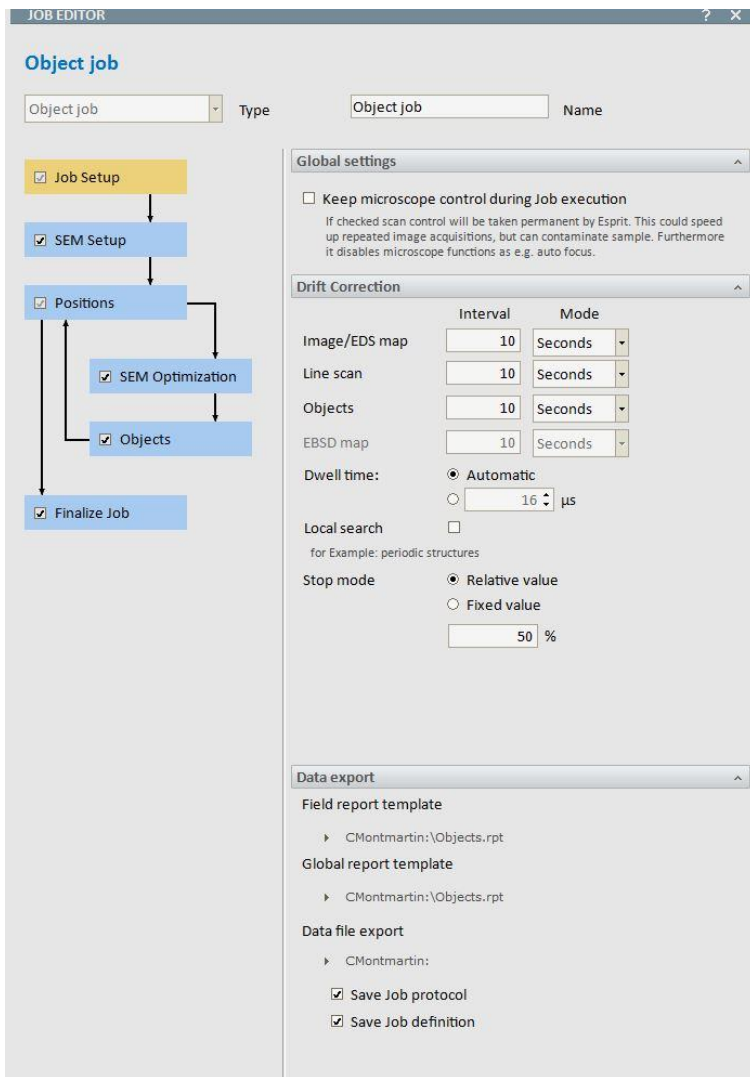 JOB EDITOR ? X
Object job
Object job Type Object job Name
Job Setup
SEM Setup
Positions
SEM Optimization
Objects
Finalize Job
Global settings
Keep microscope control during Job execution
If checked scan control will be taken permanent by Esprit. This could speed
up repeated image acquisitions, but can contaminate sample. Furthermore
it disables microscope functions as e.g. auto focus.
Drift Correction
Interval Mode
Image/EDS map 10 Seconds
Line scan 10 Seconds
Objects 10 Seconds
EBSD map 10 Seconds
Dwell time: Automatic
16 µs
Local search
for Example: periodic structures
Stop mode Relative value
Fixed value
50 %
Data export
Field report template
CMontmartin:\Objects.rpt
Global report template
CMontmartin:\Objects.rpt
Data file export
CMontmartin:
Save Job protocol
Save Job definition